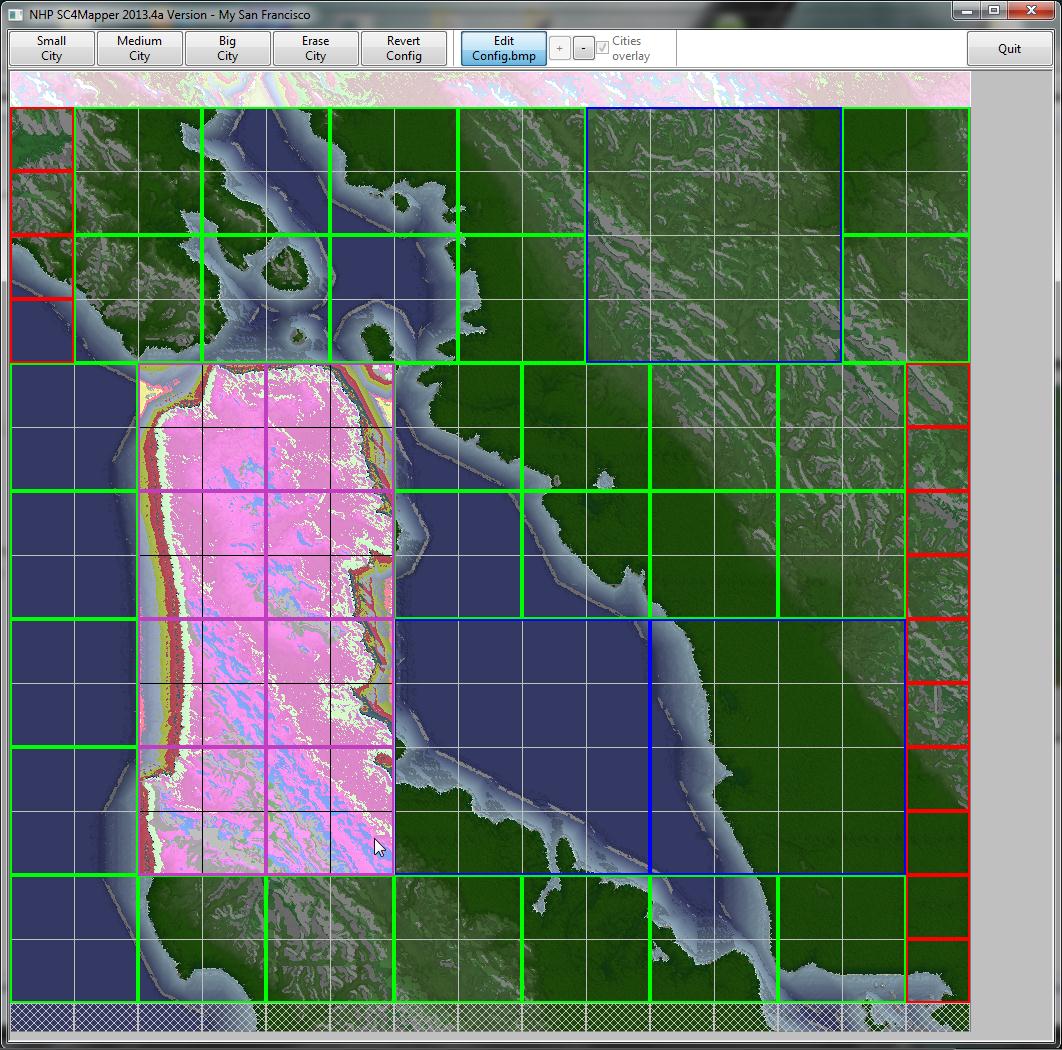 NHP SC4Mapper 2013.4a Version - My San Francisco
Small
City
Medium
City
Big
City
Erase
City
Revert
Config
Edit
Config.bmp
+
-
Cities
overlay
Quit